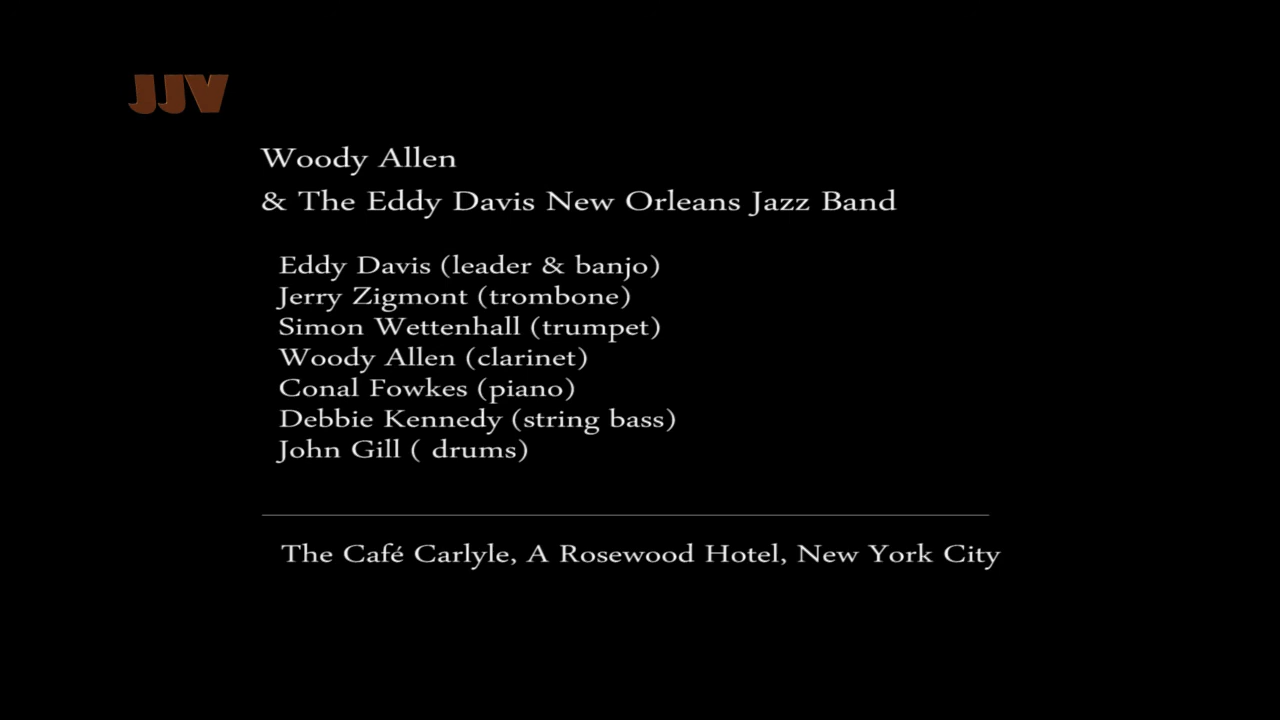 JJV
Woody Allen
& The Eddy Davis New Orleans Jazz Band
Eddy Davis (leader & banjo)
Jerry Zigmont (trombone)
Simon Wettenhall (trumpet)
Woody Allen (clarinet)
Conal Fowkes (piano)
Debbie Kennedy (string bass)
John Gill ( drums)
The Café Carlyle, A Rosewood Hotel, New York City